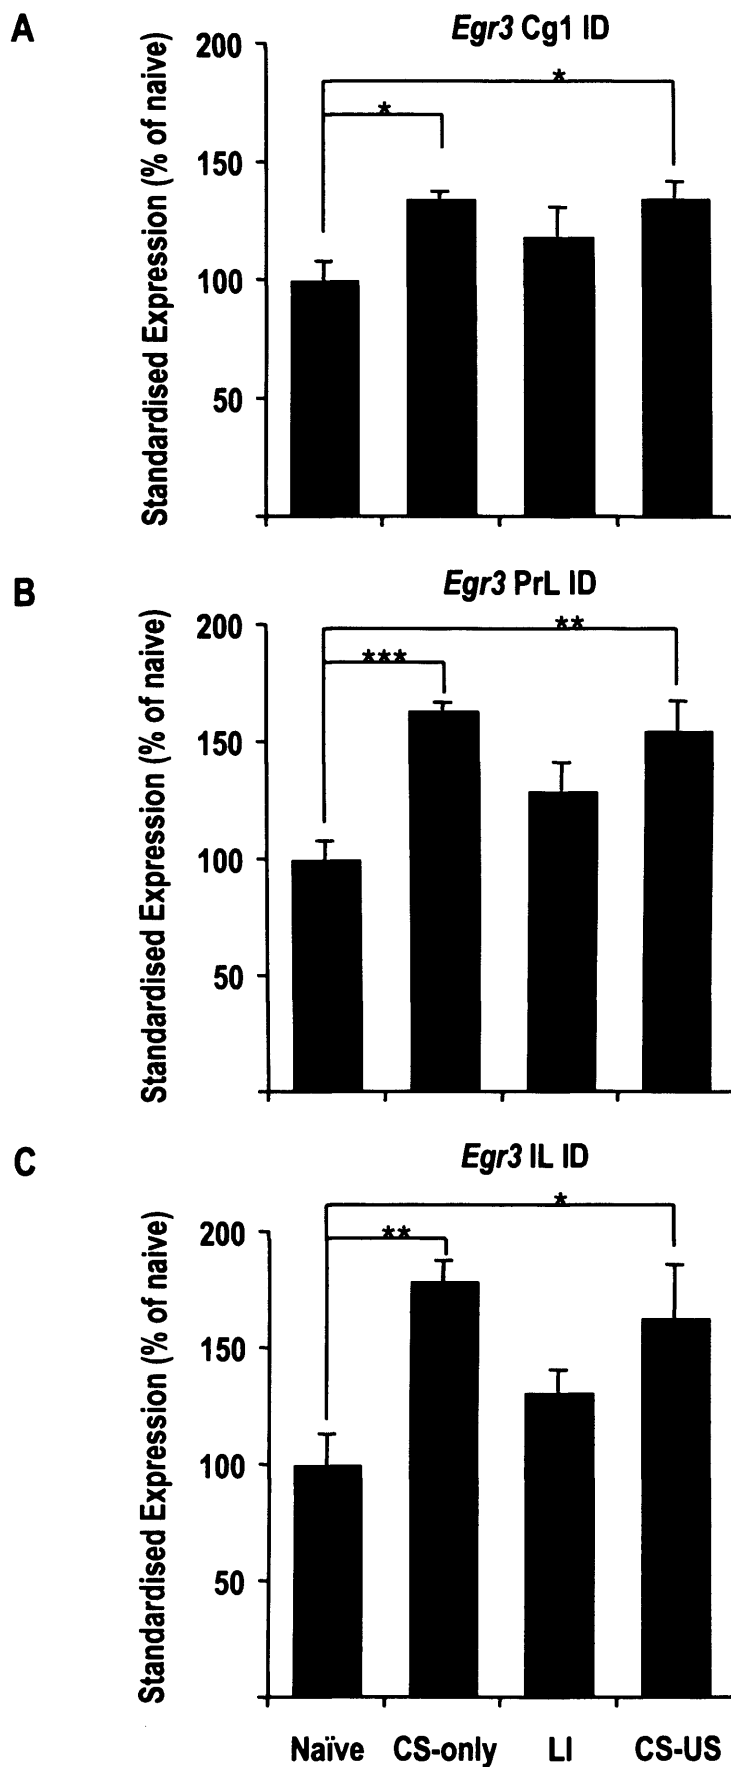 A
Egr3 Cg1 ID
Standardised Expression (% of naive)
200
150
100
50
*
*
B
Egr3 PrL ID
Standardised Expression (% of naive)
200
150
100
50
**
***
C
Egr3 IL ID
Standardised Expression (% of naive)
200
150
100
50
*
**
Naïve CS-only LI CS-US